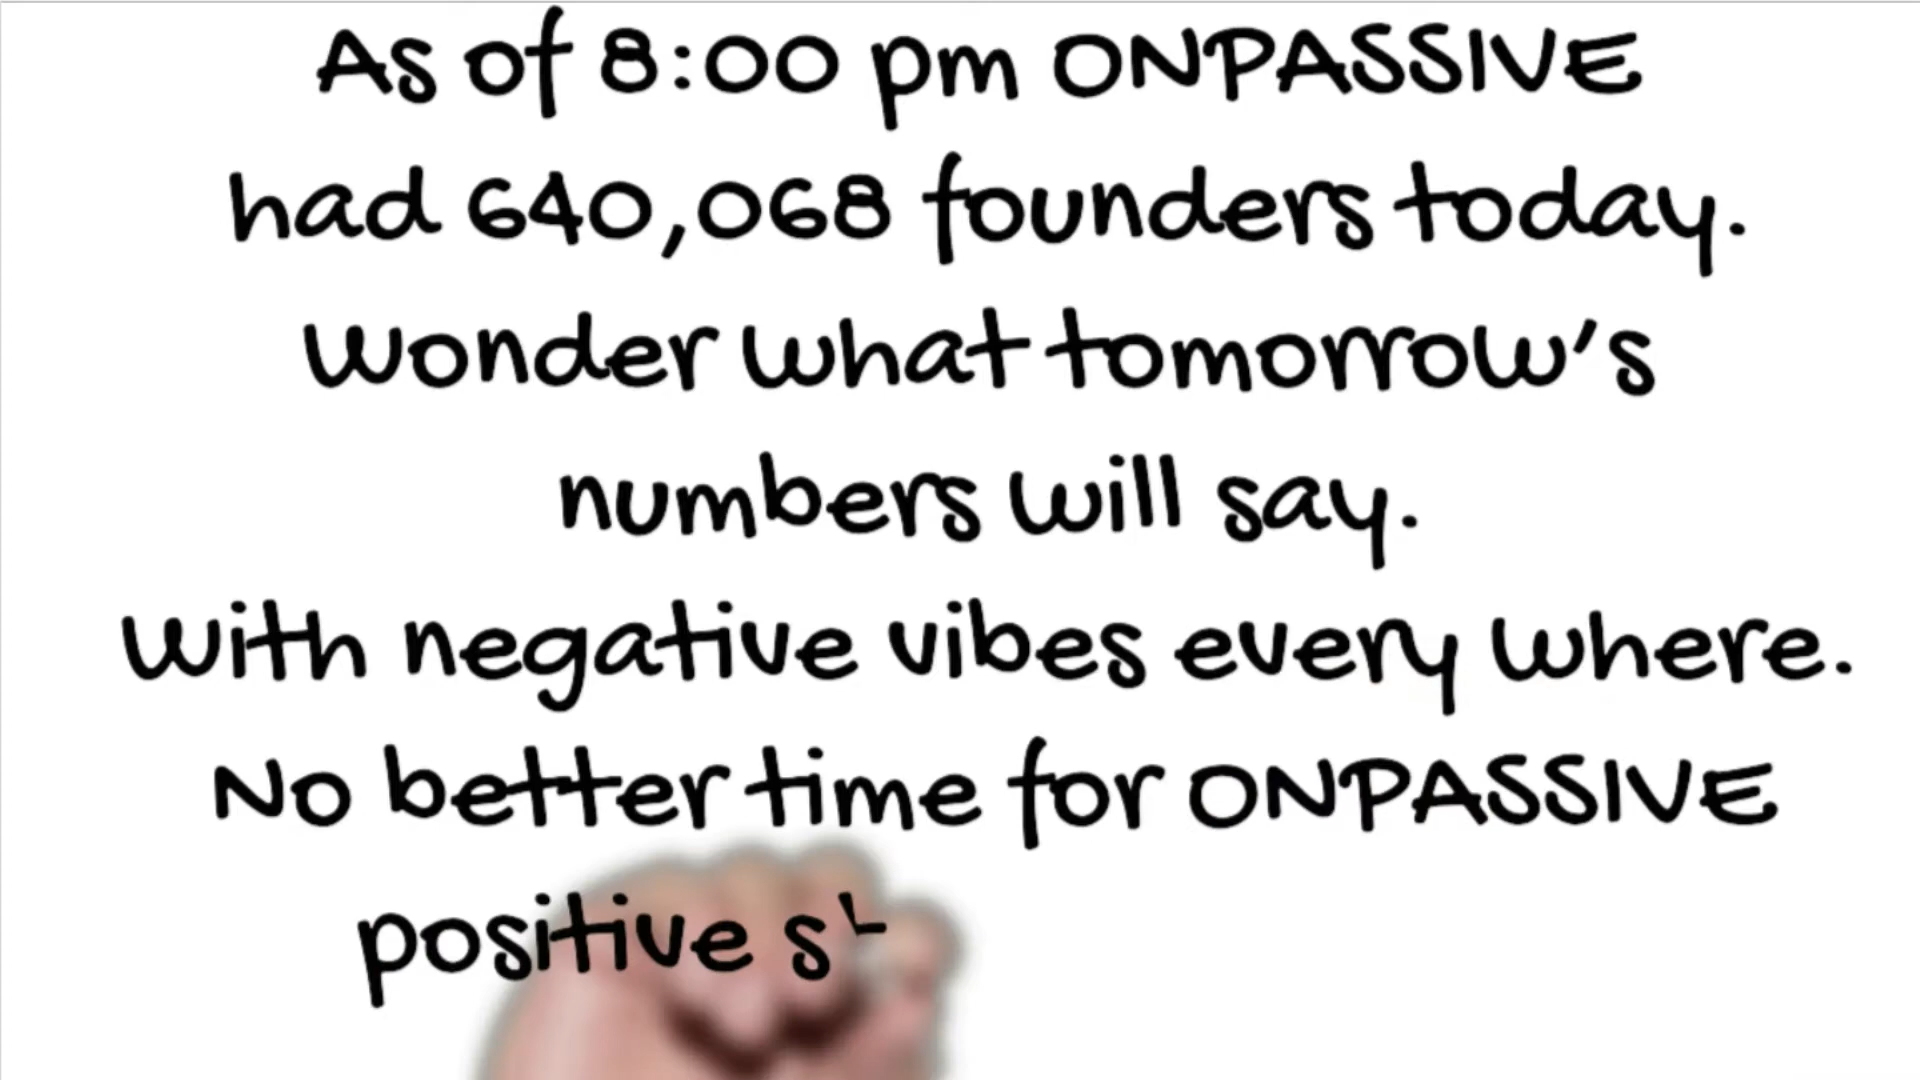 As of 8:00 pm ONPASSIVE
had 640,068 founders today.
Wonder what tomorrow's
numbers will say.
With negative vibes every where.
No better time for ONPASSIVE
positive